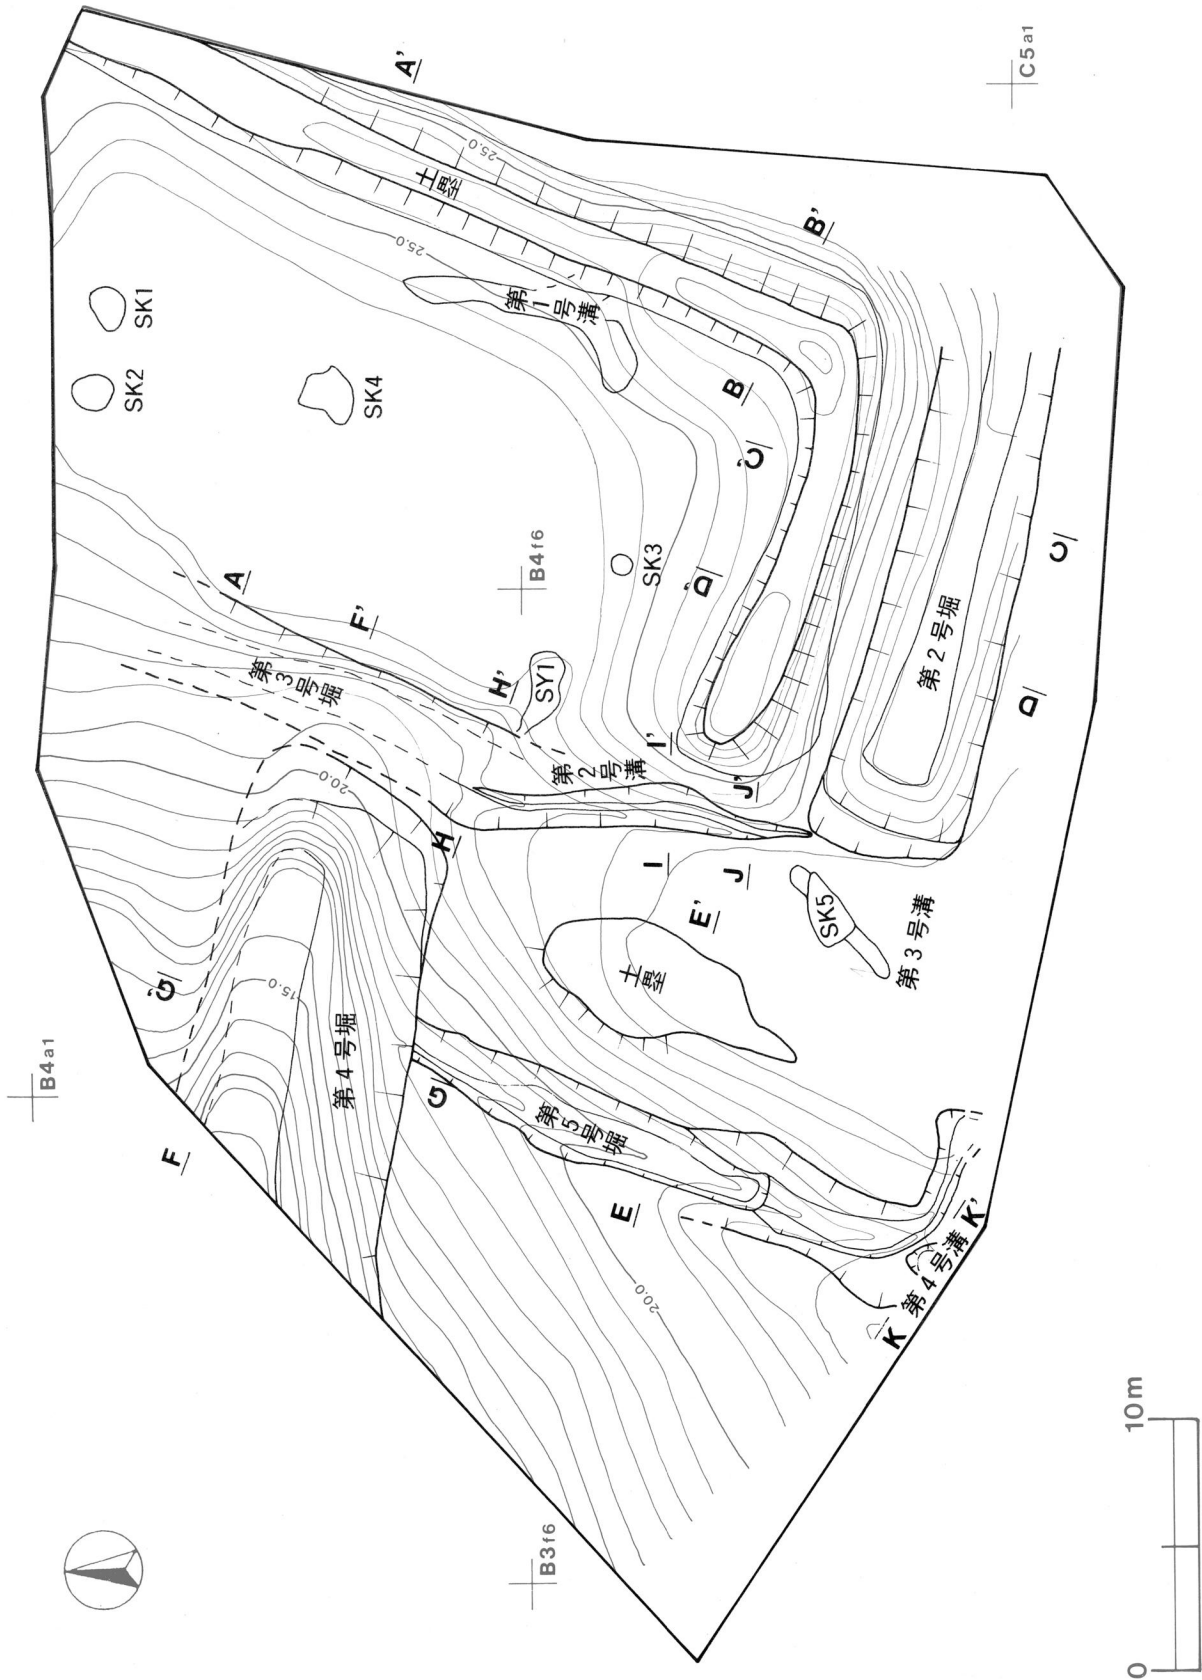 A'
C5a1
25.0
土塁
B'
25.0
SK1
第1号溝
SK2
SK4
B
C'
B4f6
SK3
D'
C
A
F'
第3号堀
H'
SY1
第2号堀
D
I'
第2号溝
J'
20.0
H
I
J
E'
SK5
第3号溝
土塁
G'
15.0
第4号堀
B4a1
G
第5号堀
F
E
K'
第4号溝
20.0
K
B3f6
0
10m